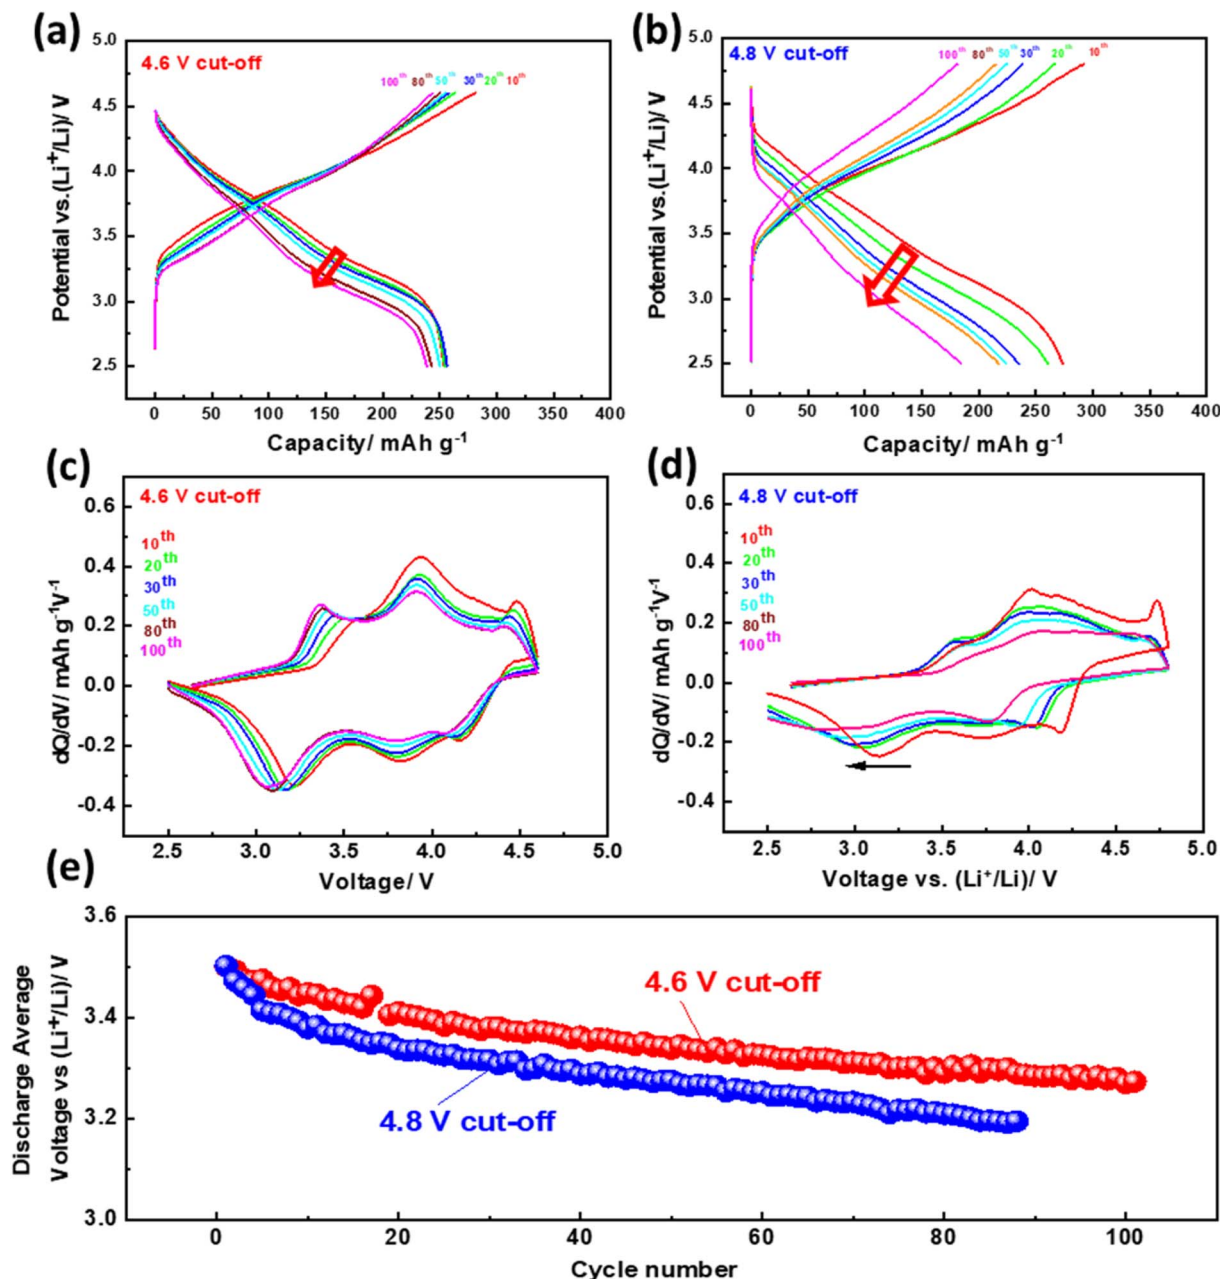 (a)
4.6 V cut-off
100th 80th 50th 30th 20th 10th
Potential vs.(Li⁺/Li)/ V
5.0
4.5
4.0
3.5
3.0
2.5
0 50 100 150 200 250 300 350 400
Capacity/ mAh g⁻¹
(b)
4.8 V cut-off
100th 80th 50th 30th 20th 10th
Potential vs.(Li⁺/Li)/ V
5.0
4.5
4.0
3.5
3.0
2.5
0 50 100 150 200 250 300 350 400
Capacity/ mAh g⁻¹
(c)
4.6 V cut-off
10th
20th
30th
50th
80th
100th
dQ/dV/ mAh g⁻¹V⁻¹
0.6
0.4
0.2
0.0
-0.2
-0.4
2.5 3.0 3.5 4.0 4.5 5.0
Voltage/ V
(d)
4.8 V cut-off
10th
20th
30th
50th
80th
100th
dQ/dV/ mAh g⁻¹V⁻¹
0.6
0.4
0.2
0.0
-0.2
-0.4
2.5 3.0 3.5 4.0 4.5 5.0
Voltage vs. (Li⁺/Li)/ V
(e)
Discharge Average
Voltage vs (Li⁺/Li)/ V
3.6
3.4
3.2
3.0
4.6 V cut-off
4.8 V cut-off
0 20 40 60 80 100
Cycle number